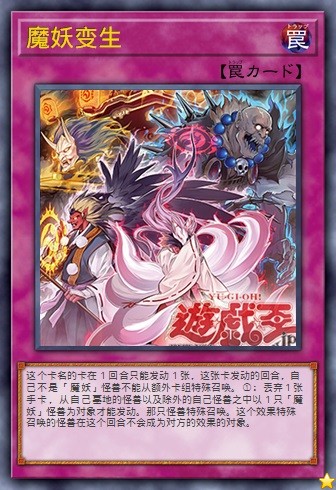 魔妖变生
トラップ
罠
【罠カード】
YU-GI-OH!
遊戯王
这个卡名的卡在1回合只能发动1张，这张卡发动的回合，自
己不是「魔妖」怪兽不能从额外卡组特殊召唤。①：丢弃1张
手卡，从自己墓地的怪兽以及除外的自己怪兽之中以1只「魔
妖」怪兽为对象才能发动。那只怪兽特殊召唤。这个效果特殊
召唤的怪兽在这个回合不会成为对方的效果的对象。